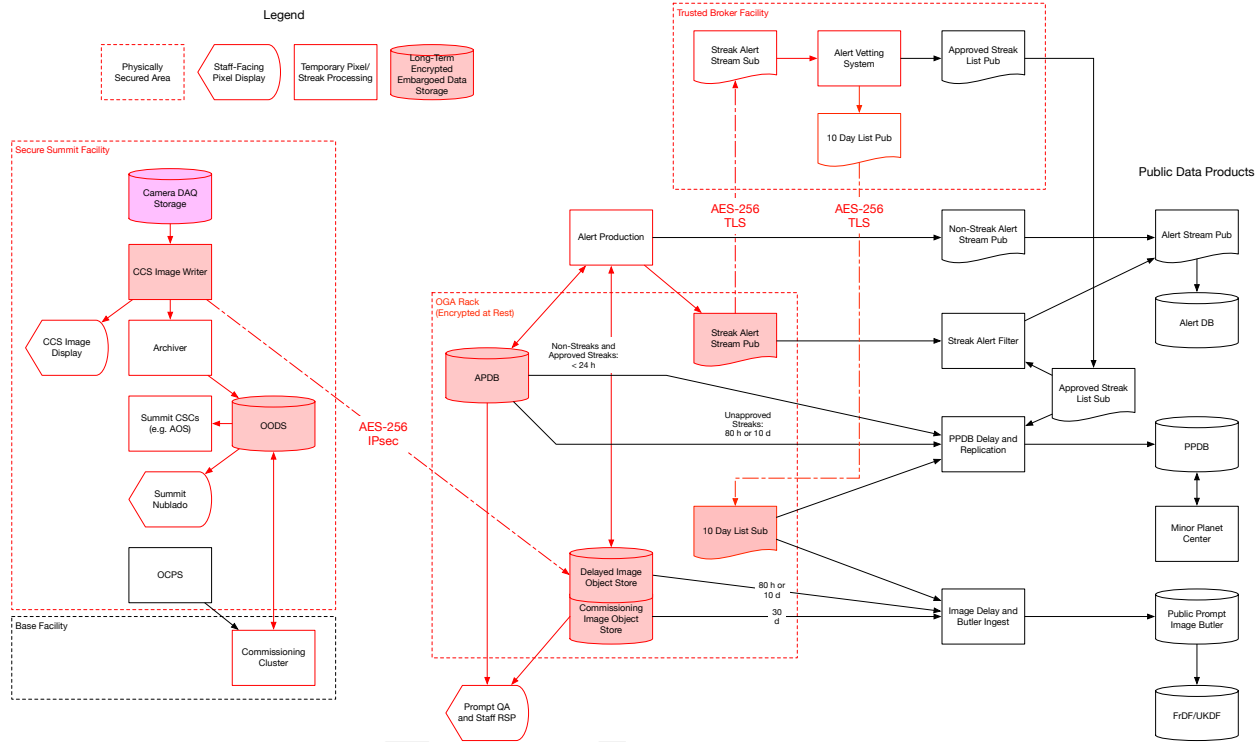 Legend
Physically
Secured Area
Staff-Facing
Pixel Display
Temporary Pixel/
Streak Processing
Long-Term
Encrypted
Embargoed Data
Storage
Trusted Broker Facility
Streak Alert
Stream Sub
Alert Vetting
System
Approved Streak
List Pub
10 Day List Pub
Public Data Products
Secure Summit Facility
Camera DAQ
Storage
CCS Image Writer
CCS Image
Display
Archiver
Summit CSCs
(e.g. AOS)
OODS
Summit
Nublado
OCPS
Base Facility
Commissioning
Cluster
AES-256
IPsec
AES-256
TLS
AES-256
TLS
Alert Production
Non-Streak Alert
Stream Pub
Alert Stream Pub
OGA Rack
(Encrypted at Rest)
Non-Streaks and
Approved Streaks:
< 24 h
Streak Alert
Stream Pub
Streak Alert Filter
Alert DB
APDB
Approved Streak
List Sub
Unapproved
Streaks:
80 h or 10 d
PPDB Delay and
Replication
PPDB
10 Day List Sub
Minor Planet
Center
Delayed Image
Object Store
80 h or
10 d
Commissioning
Image Object
Store
30
d
Image Delay and
Butler Ingest
Public Prompt
Image Butler
Prompt QA
and Staff RSP
FrDF/UKDF